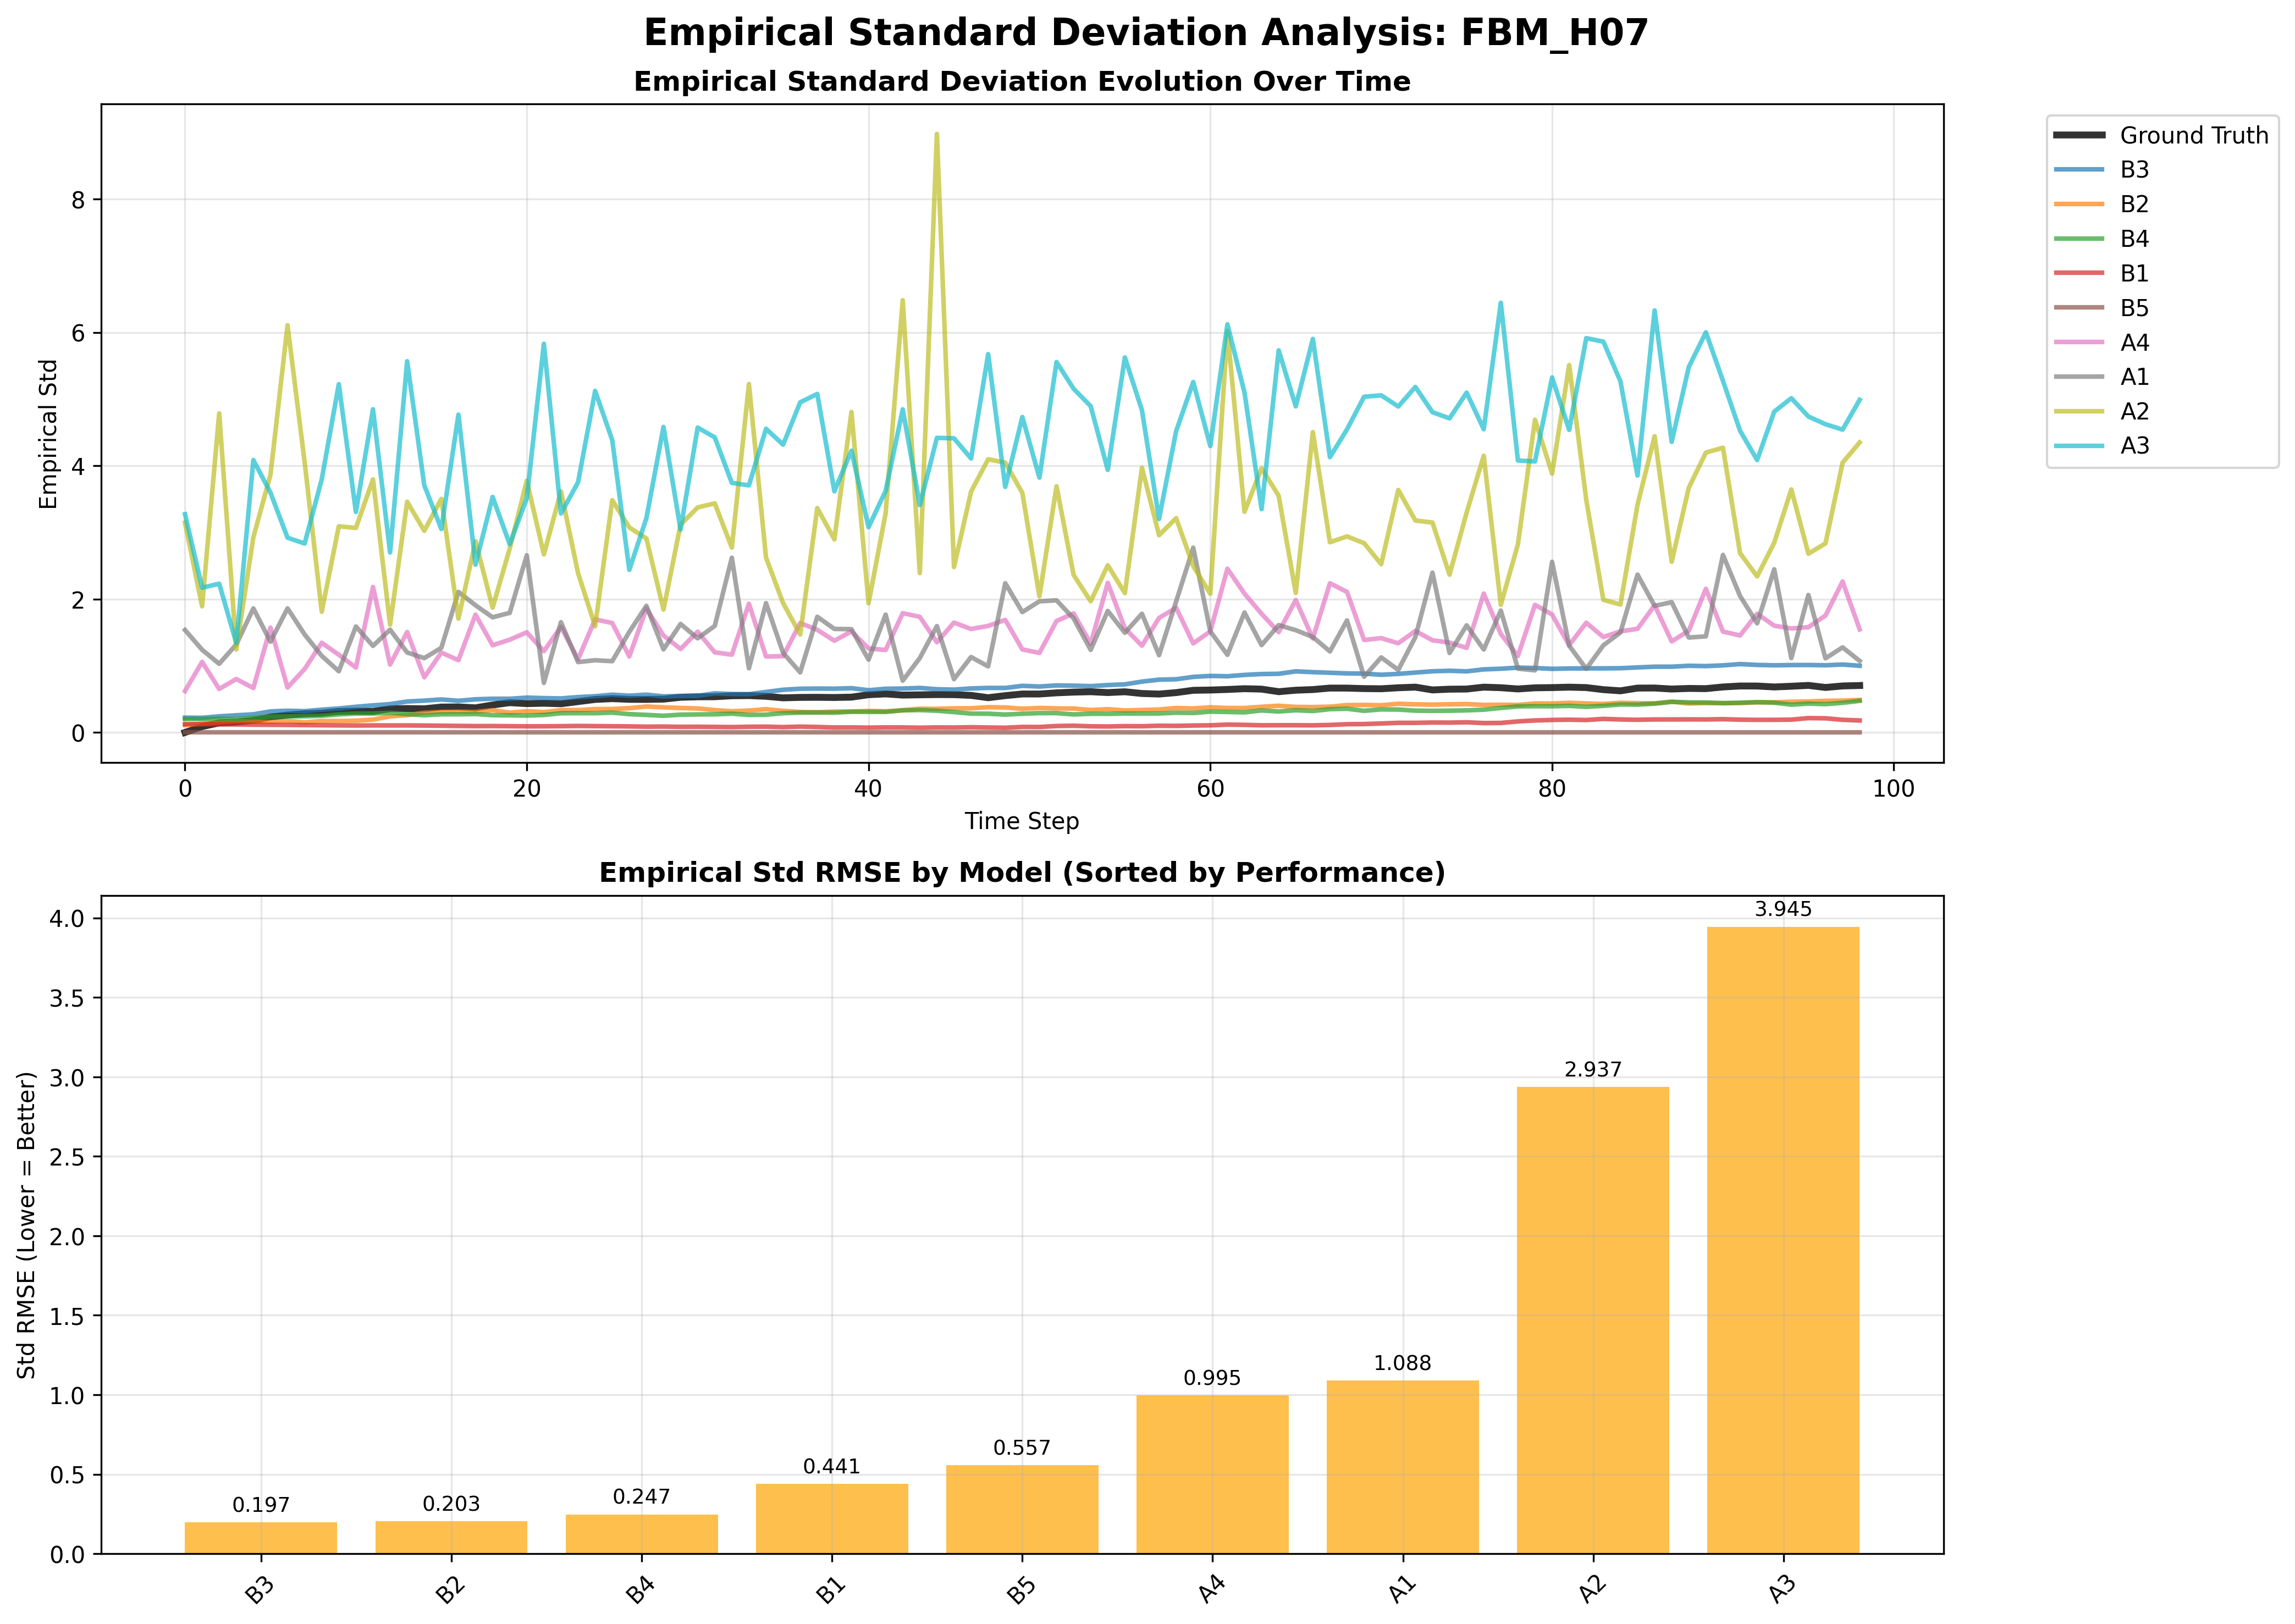 Empirical Standard Deviation Analysis: FBM_H07
Empirical Standard Deviation Evolution Over Time
Empirical Std
8
6
4
2
0
0 20 40 60 80 100
Time Step
Ground Truth
B3
B2
B4
B1
B5
A4
A1
A2
A3
Empirical Std RMSE by Model (Sorted by Performance)
Std RMSE (Lower = Better)
4.0
3.5
3.0
2.5
2.0
1.5
1.0
0.5
0.0
0.197 0.203 0.247 0.441 0.557 0.995 1.088 2.937 3.945
B3 B2 B4 B1 B5 A4 A1 A2 A3